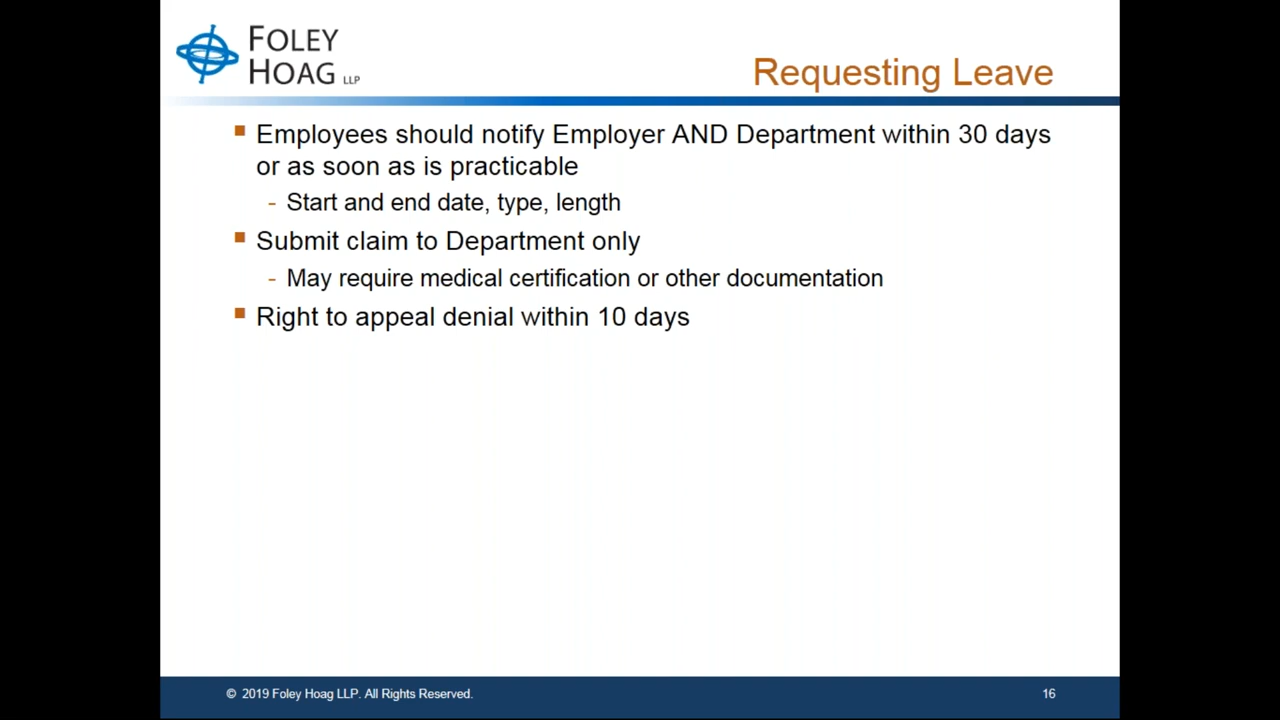 FOLEY
HOAG LLP
Requesting Leave
Employees should notify Employer AND Department within 30 days
or as soon as is practicable
- Start and end date, type, length
Submit claim to Department only
- May require medical certification or other documentation
Right to appeal denial within 10 days
© 2019 Foley Hoag LLP. All Rights Reserved.
16